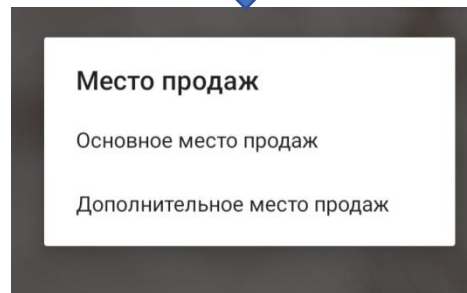 Место продаж
Основное место продаж
Дополнительное место продаж